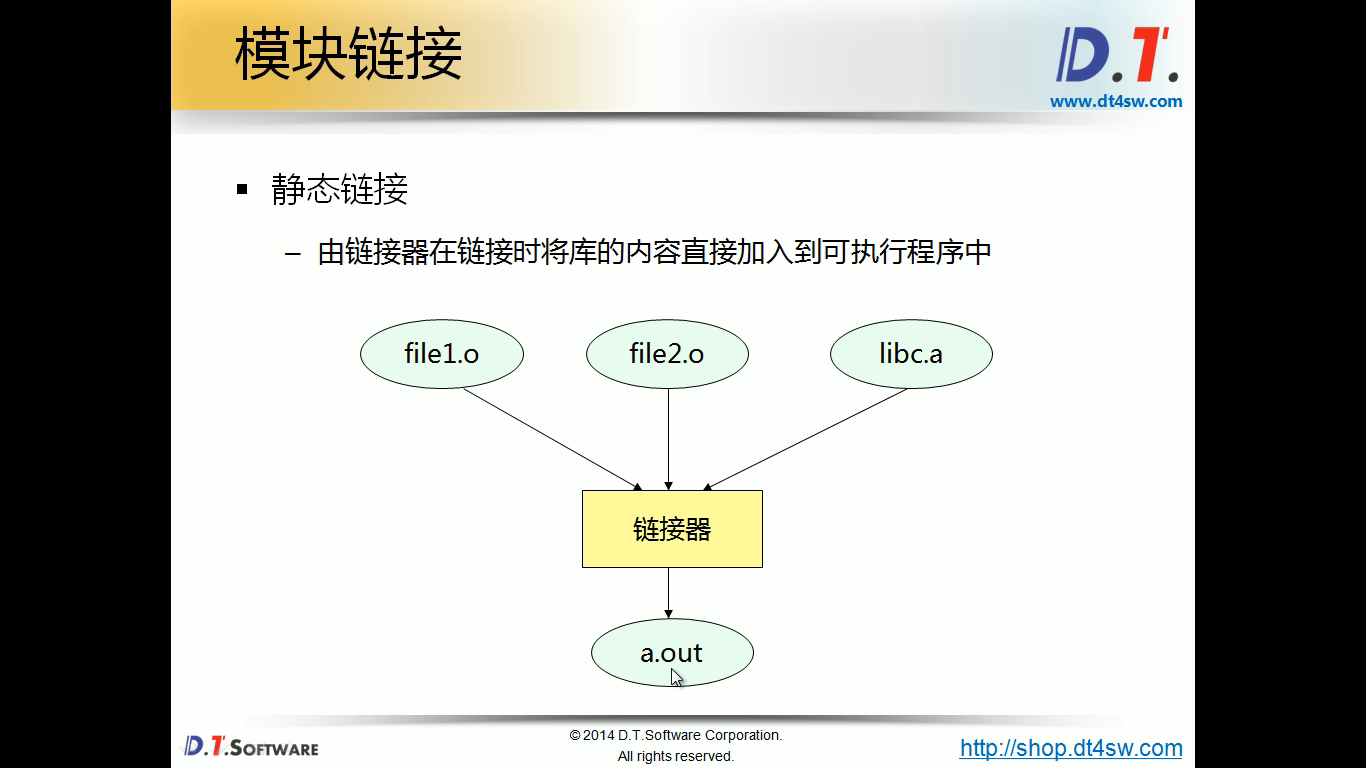 模块链接
D.T.
www.dt4sw.com
▪ 静态链接
– 由链接器在链接时将库的内容直接加入到可执行程序中
file1.o
file2.o
libc.a
链接器
a.out
D.T.SOFTWARE
© 2014 D.T.Software Corporation.
All rights reserved.
http://shop.dt4sw.com